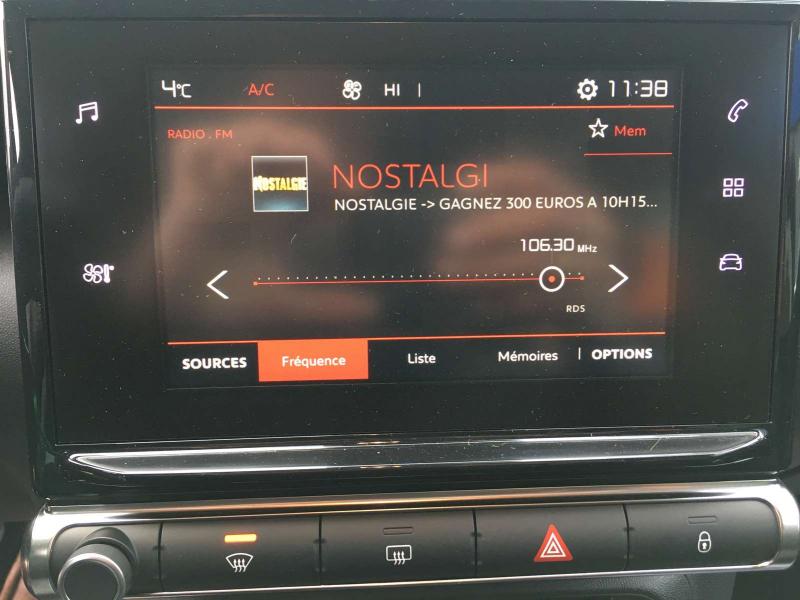 4°C A/C HI | 11:38
RADIO . FM
Mem
NOSTALGIE
NOSTALGI
NOSTALGIE -> GAGNEZ 300 EUROS A 10H15...
106.30 MHz
RDS
SOURCES Fréquence Liste Mémoires | OPTIONS